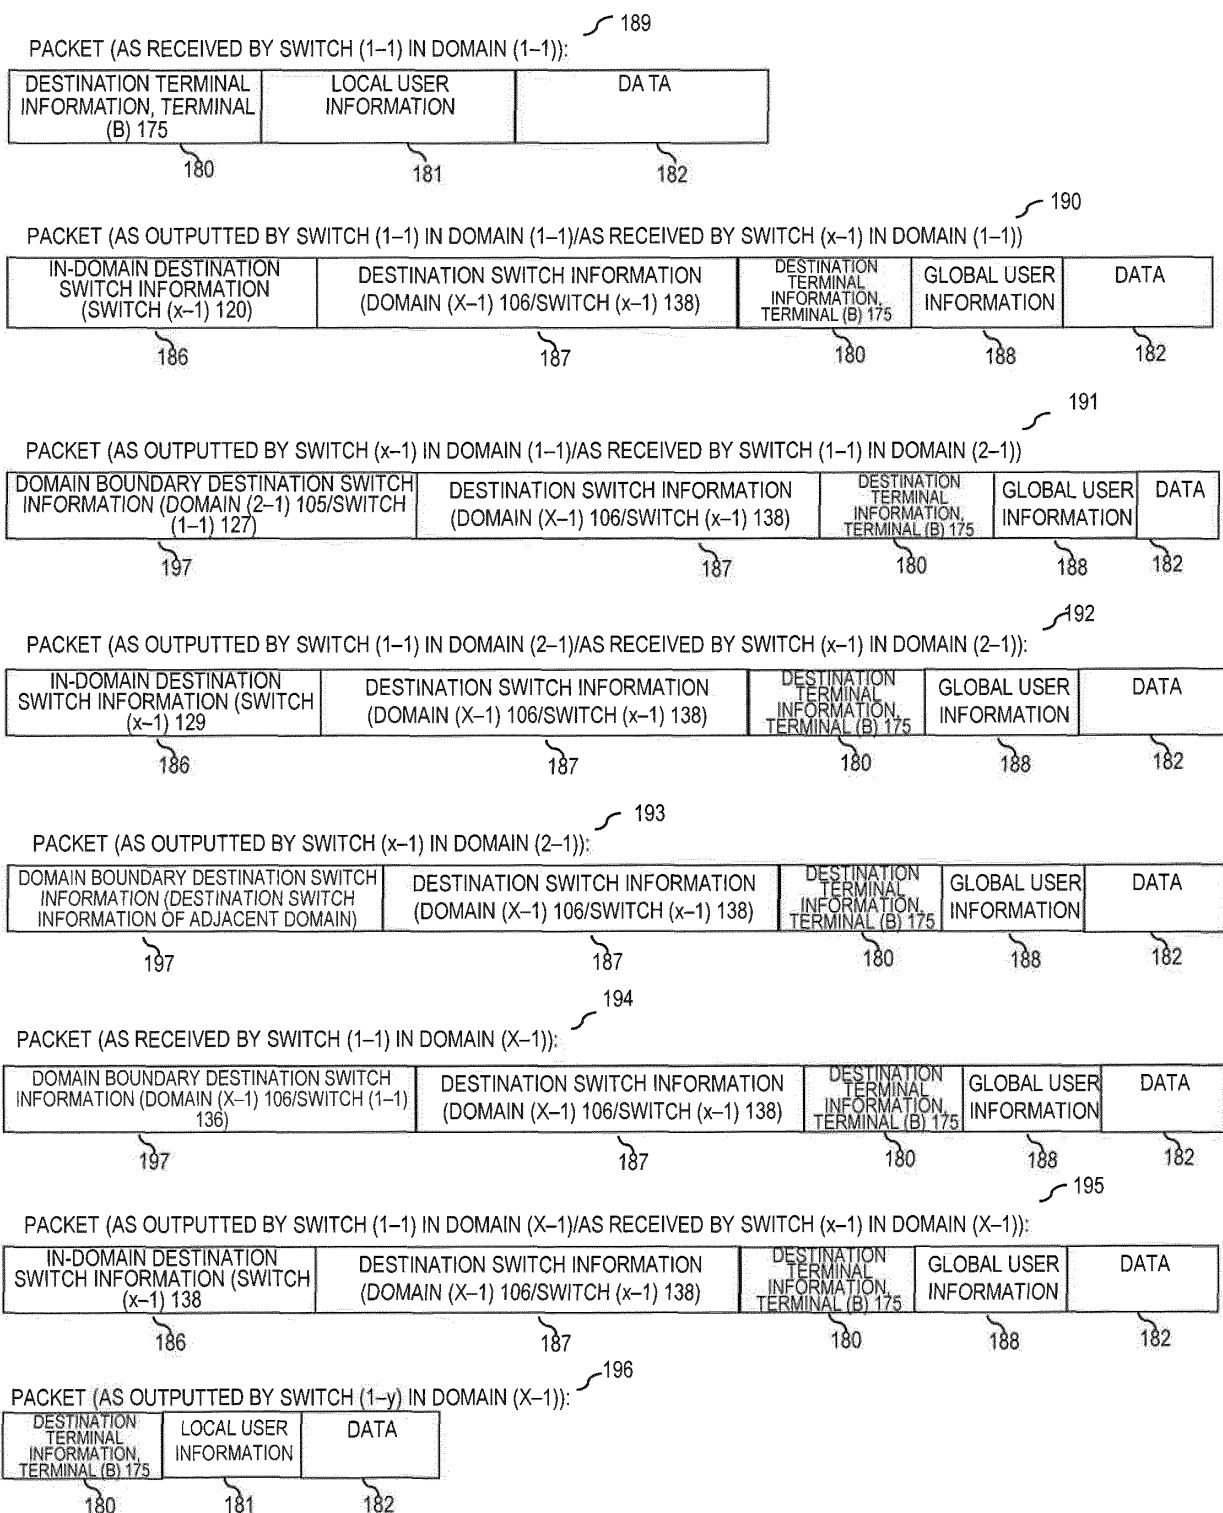 189
PACKET (AS RECEIVED BY SWITCH (1–1) IN DOMAIN (1–1)):
DESTINATION TERMINAL
INFORMATION, TERMINAL
(B) 175
LOCAL USER
INFORMATION
DATA
180
181
182
190
PACKET (AS OUTPUTTED BY SWITCH (1–1) IN DOMAIN (1–1)/AS RECEIVED BY SWITCH (x–1) IN DOMAIN (1–1))
IN-DOMAIN DESTINATION
SWITCH INFORMATION
(SWITCH (x–1) 120)
DESTINATION SWITCH INFORMATION
(DOMAIN (X–1) 106/SWITCH (x–1) 138)
DESTINATION
TERMINAL
INFORMATION,
TERMINAL (B) 175
GLOBAL USER
INFORMATION
DATA
186
187
180
188
182
191
PACKET (AS OUTPUTTED BY SWITCH (x–1) IN DOMAIN (1–1)/AS RECEIVED BY SWITCH (1–1) IN DOMAIN (2–1))
DOMAIN BOUNDARY DESTINATION SWITCH
INFORMATION (DOMAIN (2–1) 105/SWITCH
(1–1) 127)
DESTINATION SWITCH INFORMATION
(DOMAIN (X–1) 106/SWITCH (x–1) 138)
DESTINATION
TERMINAL
INFORMATION,
TERMINAL (B) 175
GLOBAL USER
INFORMATION
DATA
197
187
180
188
182
192
PACKET (AS OUTPUTTED BY SWITCH (1–1) IN DOMAIN (2–1)/AS RECEIVED BY SWITCH (x–1) IN DOMAIN (2–1)):
IN-DOMAIN DESTINATION
SWITCH INFORMATION (SWITCH
(x–1) 129
DESTINATION SWITCH INFORMATION
(DOMAIN (X–1) 106/SWITCH (x–1) 138)
DESTINATION
TERMINAL
INFORMATION,
TERMINAL (B) 175
GLOBAL USER
INFORMATION
DATA
186
187
180
188
182
193
PACKET (AS OUTPUTTED BY SWITCH (x–1) IN DOMAIN (2–1)):
DOMAIN BOUNDARY DESTINATION SWITCH
INFORMATION (DESTINATION SWITCH
INFORMATION OF ADJACENT DOMAIN)
DESTINATION SWITCH INFORMATION
(DOMAIN (X–1) 106/SWITCH (x–1) 138)
DESTINATION
TERMINAL
INFORMATION,
TERMINAL (B) 175
GLOBAL USER
INFORMATION
DATA
197
187
180
188
182
194
PACKET (AS RECEIVED BY SWITCH (1–1) IN DOMAIN (X–1)):
DOMAIN BOUNDARY DESTINATION SWITCH
INFORMATION (DOMAIN (X–1) 106/SWITCH (1–1)
136)
DESTINATION SWITCH INFORMATION
(DOMAIN (X–1) 106/SWITCH (x–1) 138)
DESTINATION
TERMINAL
INFORMATION,
TERMINAL (B) 175
GLOBAL USER
INFORMATION
DATA
197
187
180
188
182
195
PACKET (AS OUTPUTTED BY SWITCH (1–1) IN DOMAIN (X–1)/AS RECEIVED BY SWITCH (x–1) IN DOMAIN (X–1)):
IN-DOMAIN DESTINATION
SWITCH INFORMATION (SWITCH
(x–1) 138
DESTINATION SWITCH INFORMATION
(DOMAIN (X–1) 106/SWITCH (x–1) 138)
DESTINATION
TERMINAL
INFORMATION,
TERMINAL (B) 175
GLOBAL USER
INFORMATION
DATA
186
187
180
188
182
196
PACKET (AS OUTPUTTED BY SWITCH (1–y) IN DOMAIN (X–1)):
DESTINATION
TERMINAL
INFORMATION,
TERMINAL (B) 175
LOCAL USER
INFORMATION
DATA
180
181
182